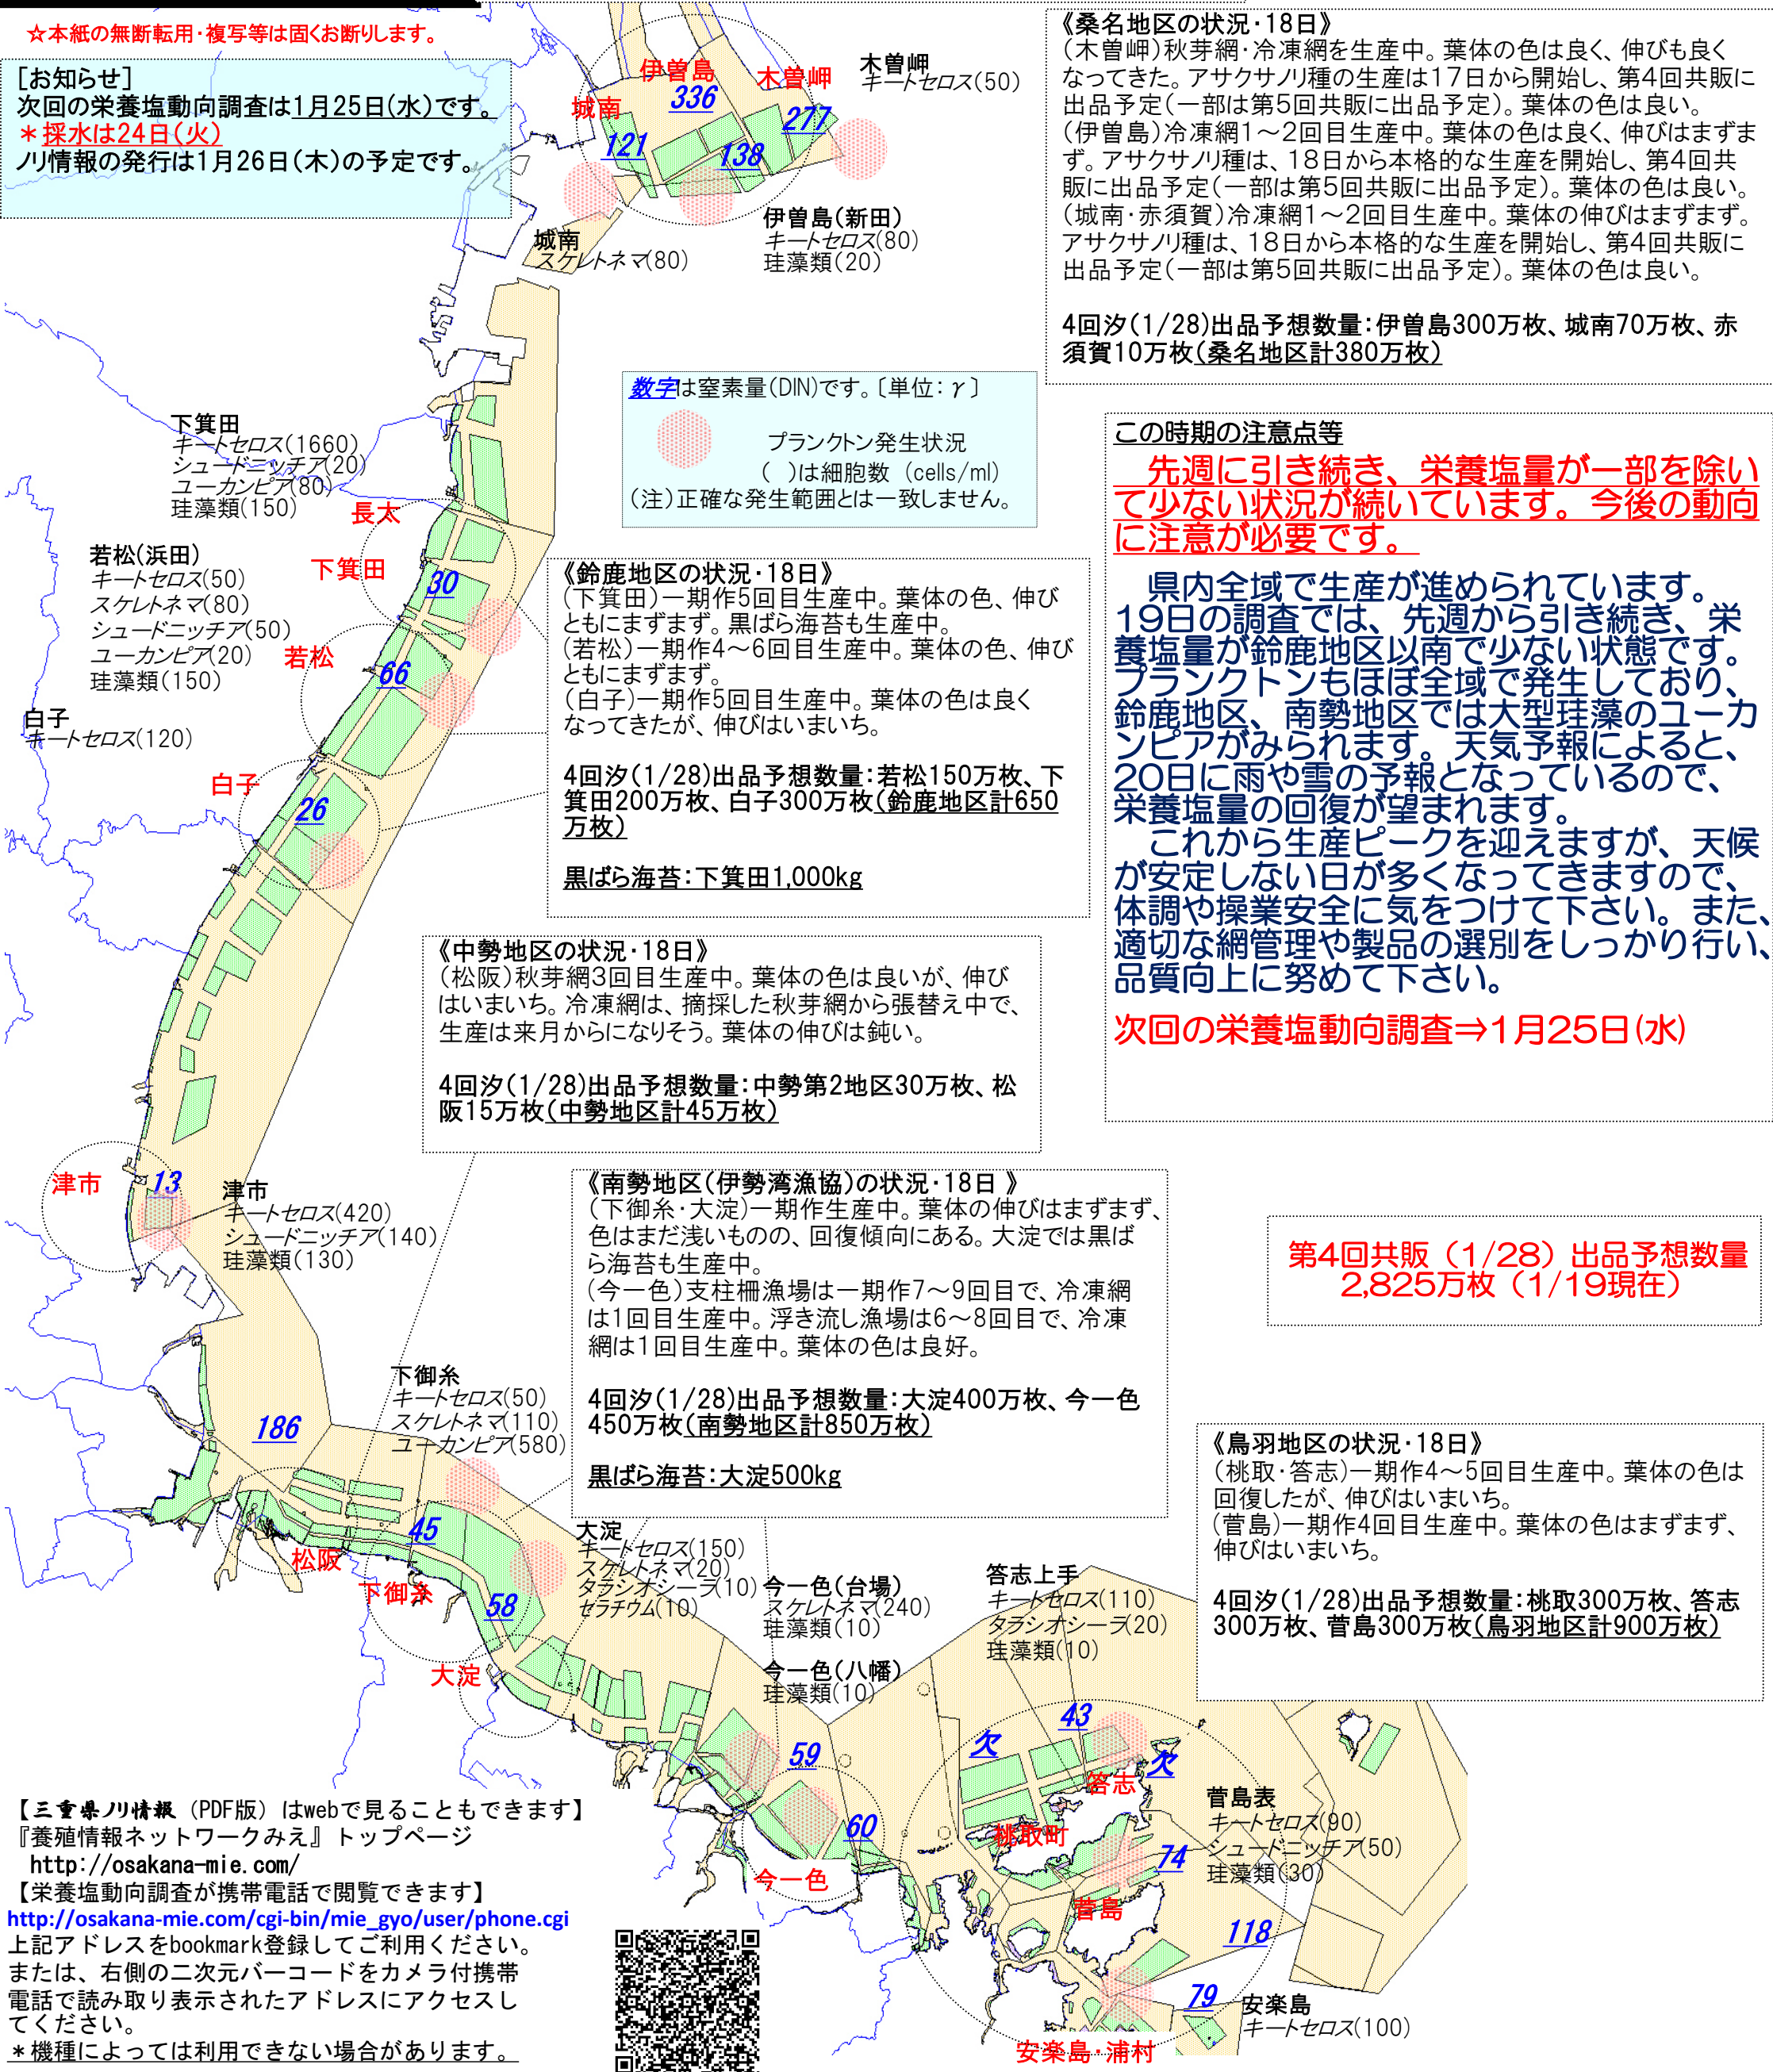 ☆本紙の無断転用・複写等は固くお断りします。
[お知らせ]
次回の栄養塩動向調査は1月25日(水)です。
＊採水は24日(火)
ノリ情報の発行は1月26日(木)の予定です。
伊曽島
336
木曽岬
277
城南
121
138
木曽岬
キートセロス(50)
伊曽島(新田)
キートセロス(80)
珪藻類(20)
城南
スケレトネマ(80)
《桑名地区の状況・18日》
(木曽岬)秋芽網・冷凍網を生産中。葉体の色は良く、伸びも良く
なってきた。アサクサノリ種の生産は17日から開始し、第4回共販に
出品予定(一部は第5回共販に出品予定)。葉体の色は良い。
(伊曽島)冷凍網1～2回目生産中。葉体の色は良く、伸びはまずま
ず。アサクサノリ種は、18日から本格的な生産を開始し、第4回共
販に出品予定(一部は第5回共販に出品予定)。葉体の色は良い。
(城南・赤須賀)冷凍網1～2回目生産中。葉体の伸びはまずまず。
アサクサノリ種は、18日から本格的な生産を開始し、第4回共販に
出品予定(一部は第5回共販に出品予定)。葉体の色は良い。
4回汐(1/28)出品予想数量：伊曽島300万枚、城南70万枚、赤
須賀10万枚(桑名地区計380万枚)
数字は窒素量(DIN)です。〔単位：γ〕
プランクトン発生状況
( )は細胞数 (cells/ml)
(注)正確な発生範囲とは一致しません。
下箕田
キートセロス(1660)
シュードニッチア(20)
ユーカンピア(80)
珪藻類(150)
長太
下箕田
30
若松(浜田)
キートセロス(50)
スケレトネマ(80)
シュードニッチア(50)
ユーカンピア(20)
珪藻類(150)
若松
66
白子
キートセロス(120)
白子
26
《鈴鹿地区の状況・18日》
(下箕田)一期作5回目生産中。葉体の色、伸び
ともにまずまず。黒ばら海苔も生産中。
(若松)一期作4～6回目生産中。葉体の色、伸び
ともにまずまず。
(白子)一期作5回目生産中。葉体の色は良く
なってきたが、伸びはいまいち。
4回汐(1/28)出品予想数量：若松150万枚、下
箕田200万枚、白子300万枚(鈴鹿地区計650
万枚)
黒ばら海苔：下箕田1,000kg
この時期の注意点等
先週に引き続き、栄養塩量が一部を除い
て少ない状況が続いています。今後の動向
に注意が必要です。
県内全域で生産が進められています。
19日の調査では、先週から引き続き、栄
養塩量が鈴鹿地区以南で少ない状態です。
プランクトンもほぼ全域で発生しており、
鈴鹿地区、南勢地区では大型珪藻のユーカ
ンピアがみられます。天気予報によると、
20日に雨や雪の予報となっているので、
栄養塩量の回復が望まれます。
これから生産ピークを迎えますが、天候
が安定しない日が多くなってきますので、
体調や操業安全に気をつけて下さい。また、
適切な網管理や製品の選別をしっかり行い、
品質向上に努めて下さい。
次回の栄養塩動向調査⇒1月25日(水)
《中勢地区の状況・18日》
(松阪)秋芽網3回目生産中。葉体の色は良いが、伸び
はいまいち。冷凍網は、摘採した秋芽網から張替え中で、
生産は来月からになりそう。葉体の伸びは鈍い。
4回汐(1/28)出品予想数量：中勢第2地区30万枚、松
阪15万枚(中勢地区計45万枚)
津市
13
津市
キートセロス(420)
シュードニッチア(140)
珪藻類(130)
《南勢地区(伊勢湾漁協)の状況・18日 》
(下御糸・大淀)一期作生産中。葉体の伸びはまずまず、
色はまだ浅いものの、回復傾向にある。大淀では黒ば
ら海苔も生産中。
(今一色)支柱柵漁場は一期作7～9回目で、冷凍網
は1回目生産中。浮き流し漁場は6～8回目で、冷凍
網は1回目生産中。葉体の色は良好。
4回汐(1/28)出品予想数量：大淀400万枚、今一色
450万枚(南勢地区計850万枚)
黒ばら海苔：大淀500kg
第4回共販（1/28）出品予想数量
2,825万枚（1/19現在）
《鳥羽地区の状況・18日》
(桃取・答志)一期作4～5回目生産中。葉体の色は
回復したが、伸びはいまいち。
(菅島)一期作4回目生産中。葉体の色はまずまず、
伸びはいまいち。
4回汐(1/28)出品予想数量：桃取300万枚、答志
300万枚、菅島300万枚(鳥羽地区計900万枚)
下御糸
キートセロス(50)
スケレトネマ(110)
ユーカンピア(580)
186
45
松阪
下御糸
58
大淀
大淀
キートセロス(150)
スケレトネマ(20)
タラシオシーラ(10)
セラチウム(10)
今一色(台場)
スケレトネマ(240)
珪藻類(10)
今一色(八幡)
珪藻類(10)
答志上手
キートセロス(110)
タラシオシーラ(20)
珪藻類(10)
59
60
今一色
欠
43
欠
答志
桃取町
74
菅島
118
79
安楽島・浦村
菅島表
キートセロス(90)
シュードニッチア(50)
珪藻類(30)
安楽島
キートセロス(100)
【三重県ノリ情報（PDF版）はwebで見ることもできます】
『養殖情報ネットワークみえ』トップページ
http://osakana-mie.com/
【栄養塩動向調査が携帯電話で閲覧できます】
http://osakana-mie.com/cgi-bin/mie_gyo/user/phone.cgi
上記アドレスをbookmark登録してご利用ください。
または、右側の二次元バーコードをカメラ付携帯
電話で読み取り表示されたアドレスにアクセスし
てください。
＊機種によっては利用できない場合があります。